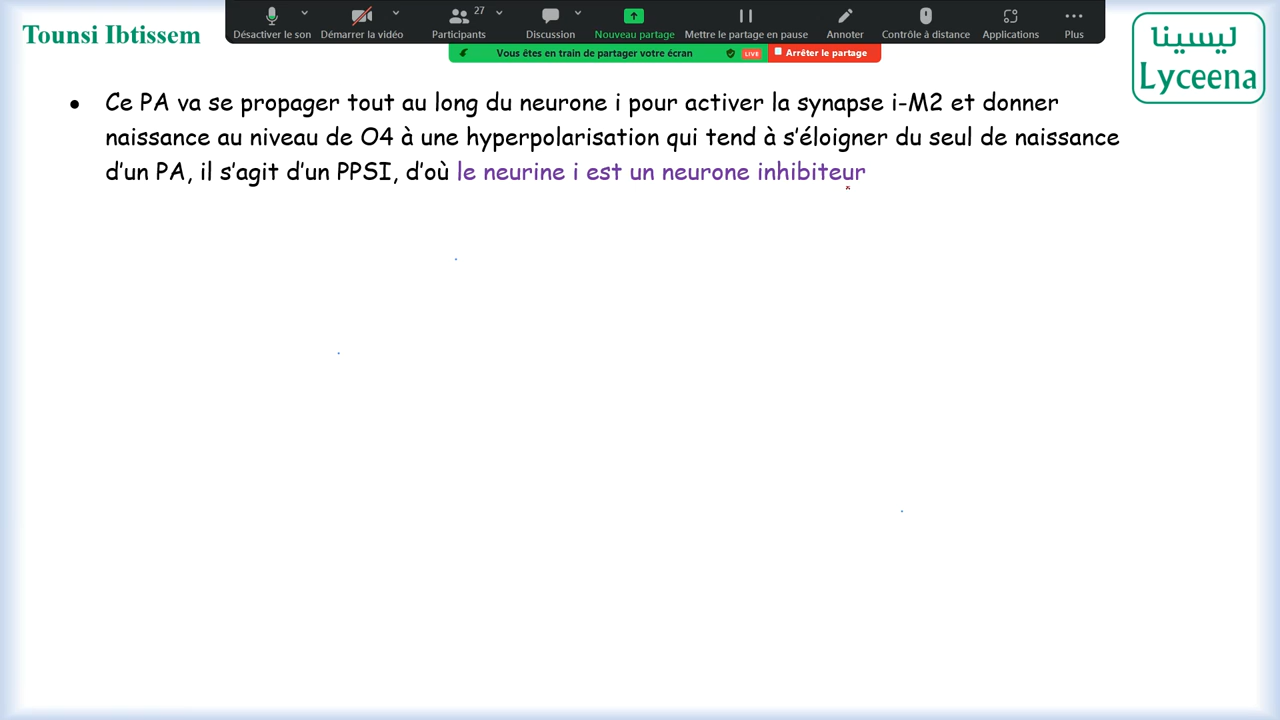 Tounsi Ibtissem
27
Désactiver le son Démarrer la vidéo Participants Discussion Nouveau partage Mettre le partage en pause Annoter Contrôle à distance Applications Plus
Vous êtes en train de partager votre écran LIVE Arrêter le partage
ليسينا
Lyceena
• Ce PA va se propager tout au long du neurone i pour activer la synapse i-M2 et donner
naissance au niveau de O4 à une hyperpolarisation qui tend à s’éloigner du seul de naissance
d’un PA, il s’agit d’un PPSI, d’où le neurine i est un neurone inhibiteur